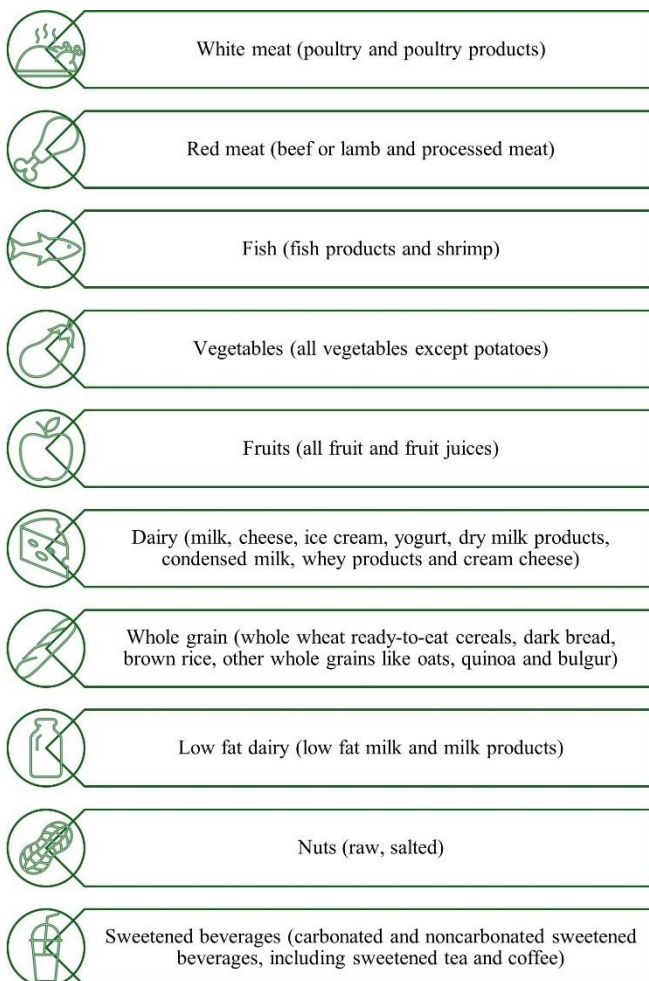 White meat (poultry and poultry products)
Red meat (beef or lamb and processed meat)
Fish (fish products and shrimp)
Vegetables (all vegetables except potatoes)
Fruits (all fruit and fruit juices)
Dairy (milk, cheese, ice cream, yogurt, dry milk products,
condensed milk, whey products and cream cheese)
Whole grain (whole wheat ready-to-eat cereals, dark bread,
brown rice, other whole grains like oats, quinoa and bulgur)
Low fat dairy (low fat milk and milk products)
Nuts (raw, salted)
Sweetened beverages (carbonated and noncarbonated sweetened
beverages, including sweetened tea and coffee)